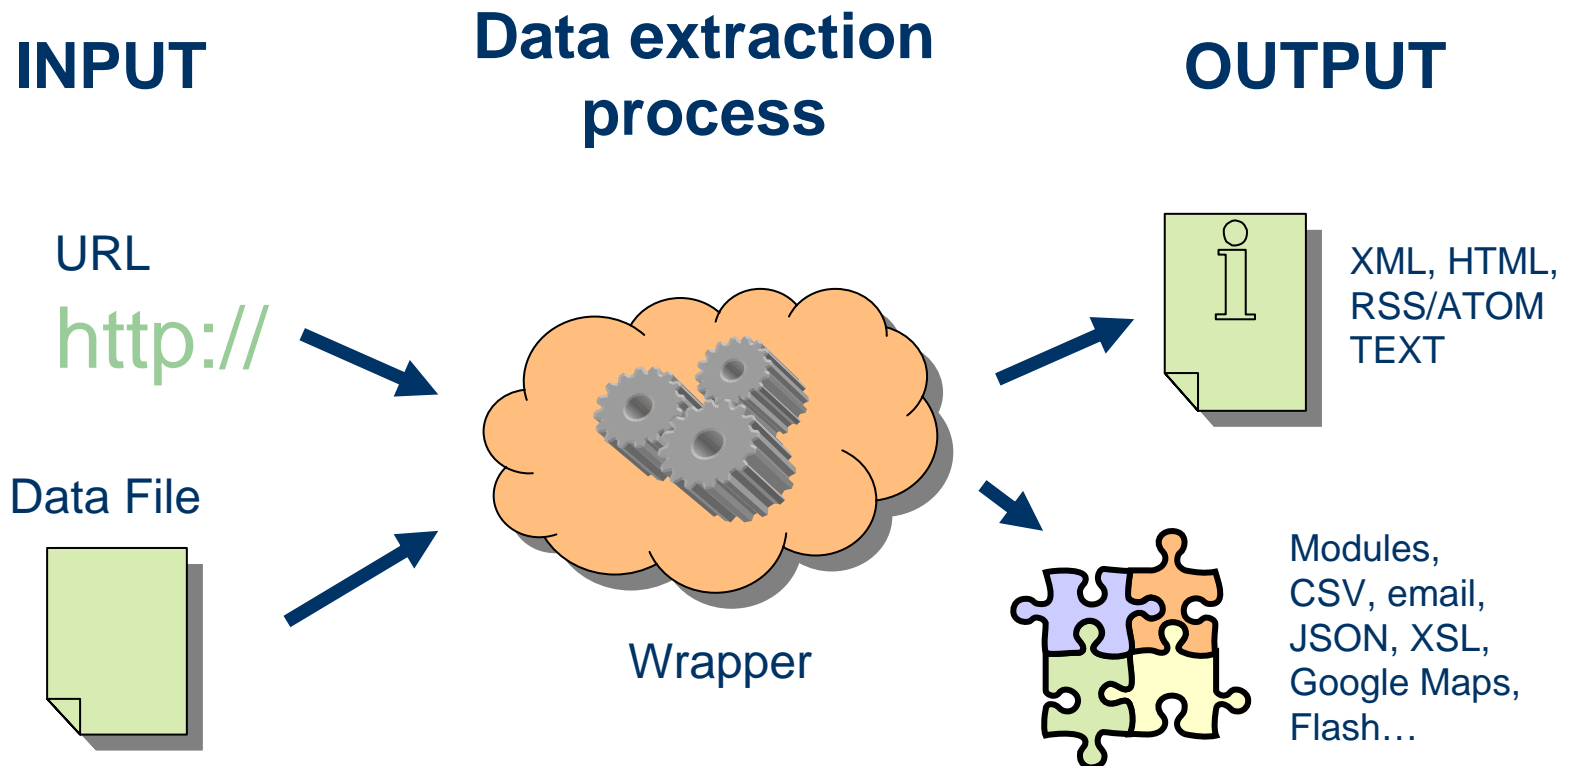 INPUT
Data extraction
process
OUTPUT
URL
http://
Data File
Wrapper
i
XML, HTML,
RSS/ATOM
TEXT
Modules,
CSV, email,
JSON, XSL,
Google Maps,
Flash…